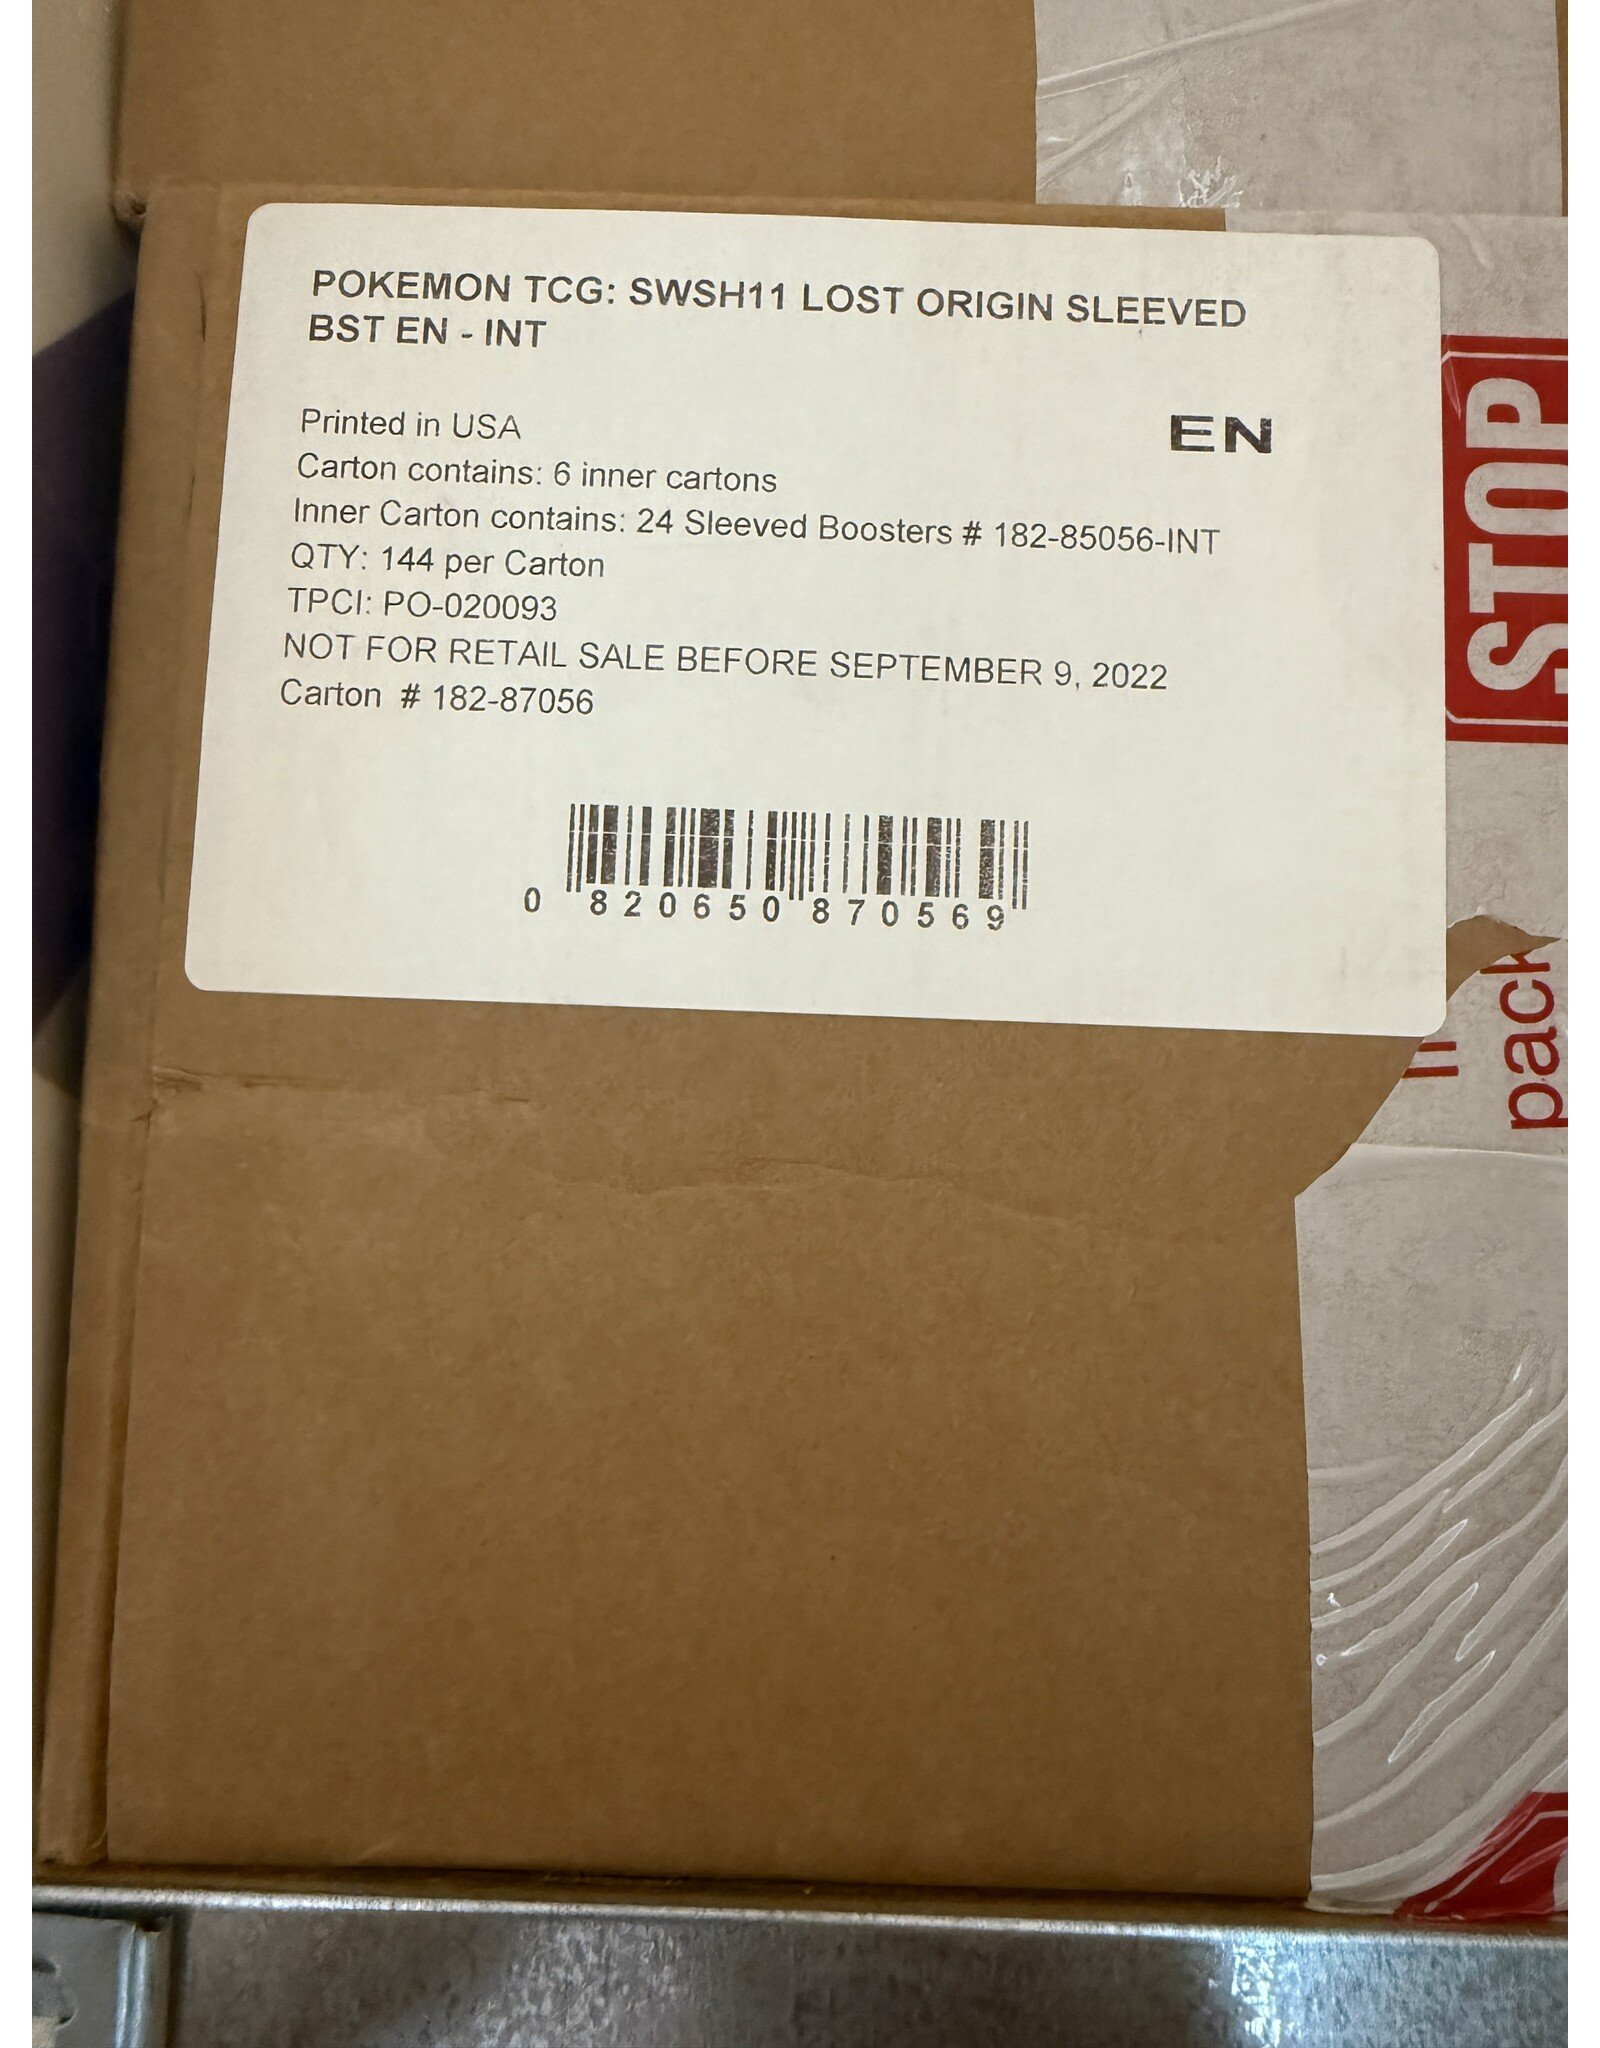 POKEMON TCG: SWSH11 LOST ORIGIN SLEEVED
BST EN - INT
Printed in USA
EN
Carton contains: 6 inner cartons
Inner Carton contains: 24 Sleeved Boosters # 182-85056-INT
QTY: 144 per Carton
TPCI: PO-020093
NOT FOR RETAIL SALE BEFORE SEPTEMBER 9, 2022
Carton # 182-87056
0 820650 870569
STOP
pack